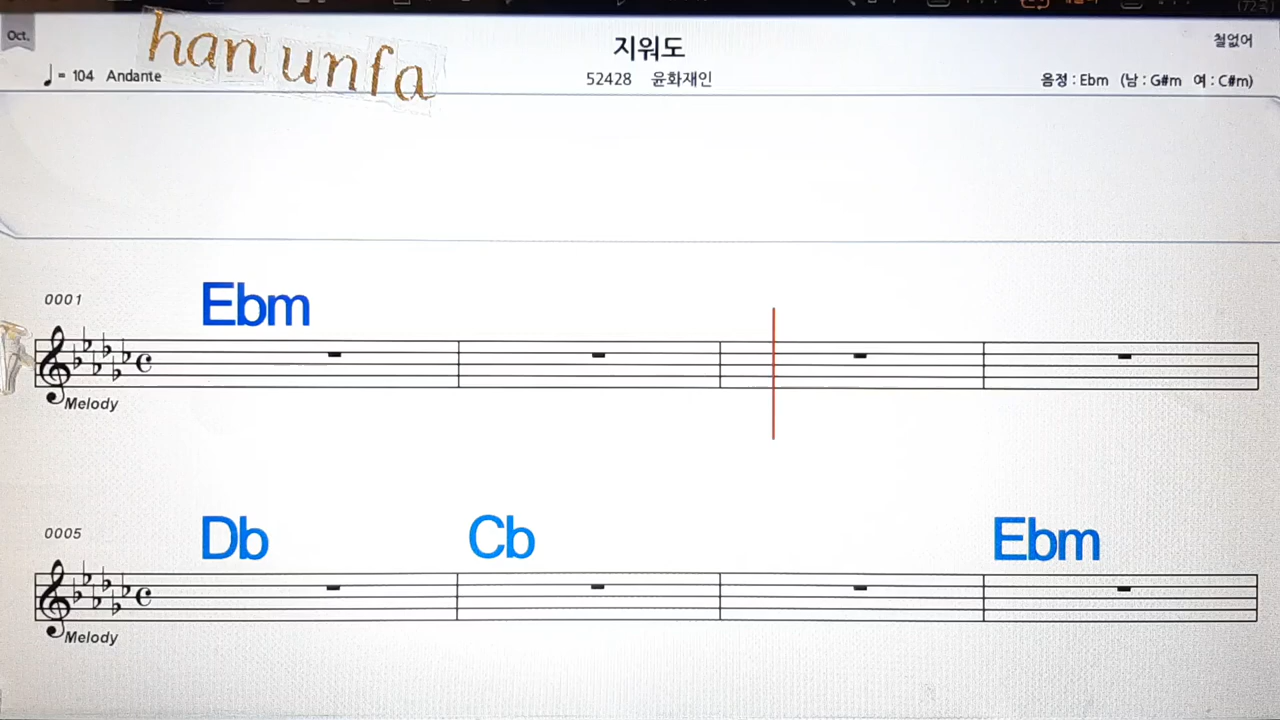 Oct.
han unfa
지워도
철없어
♩= 104 Andante
52428 윤화재인
음정 : Ebm (남 : G#m 여 : C#m)
0001
Ebm
Melody
0005
Db Cb Ebm
Melody